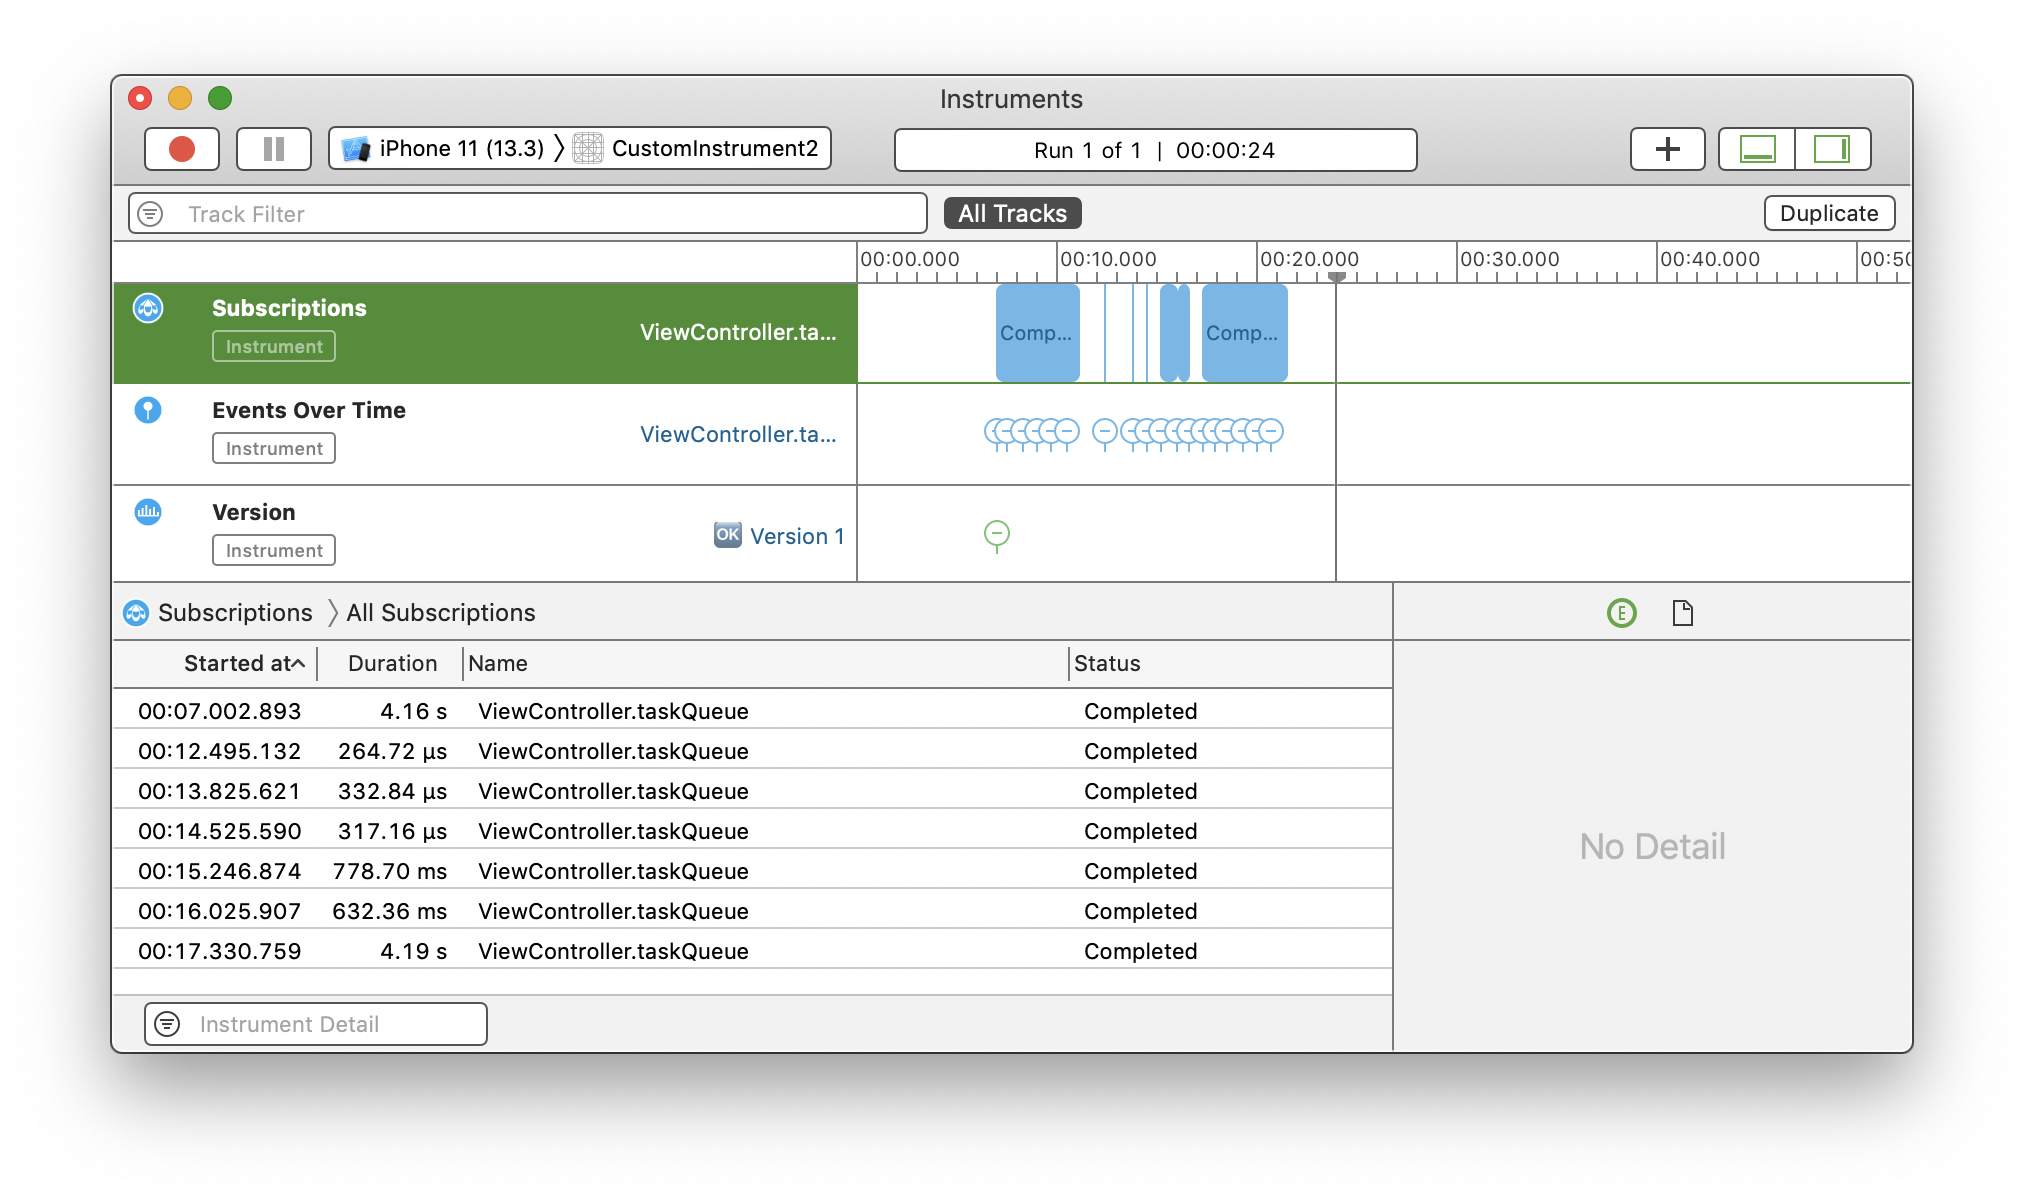 Instruments
iPhone 11 (13.3) 〉 CustomInstrument2
Run 1 of 1 | 00:00:24
Track Filter
All Tracks
Duplicate
00:00.000 00:10.000 00:20.000 00:30.000 00:40.000 00:50
Subscriptions
Instrument
ViewController.ta...
Comp... Comp...
Events Over Time
Instrument
ViewController.ta...
Version
Instrument
OK Version 1
Subscriptions 〉 All Subscriptions
E
Started at Duration Name Status
00:07.002.893 4.16 s ViewController.taskQueue Completed
00:12.495.132 264.72 µs ViewController.taskQueue Completed
00:13.825.621 332.84 µs ViewController.taskQueue Completed
00:14.525.590 317.16 µs ViewController.taskQueue Completed
00:15.246.874 778.70 ms ViewController.taskQueue Completed
00:16.025.907 632.36 ms ViewController.taskQueue Completed
00:17.330.759 4.19 s ViewController.taskQueue Completed
No Detail
Instrument Detail